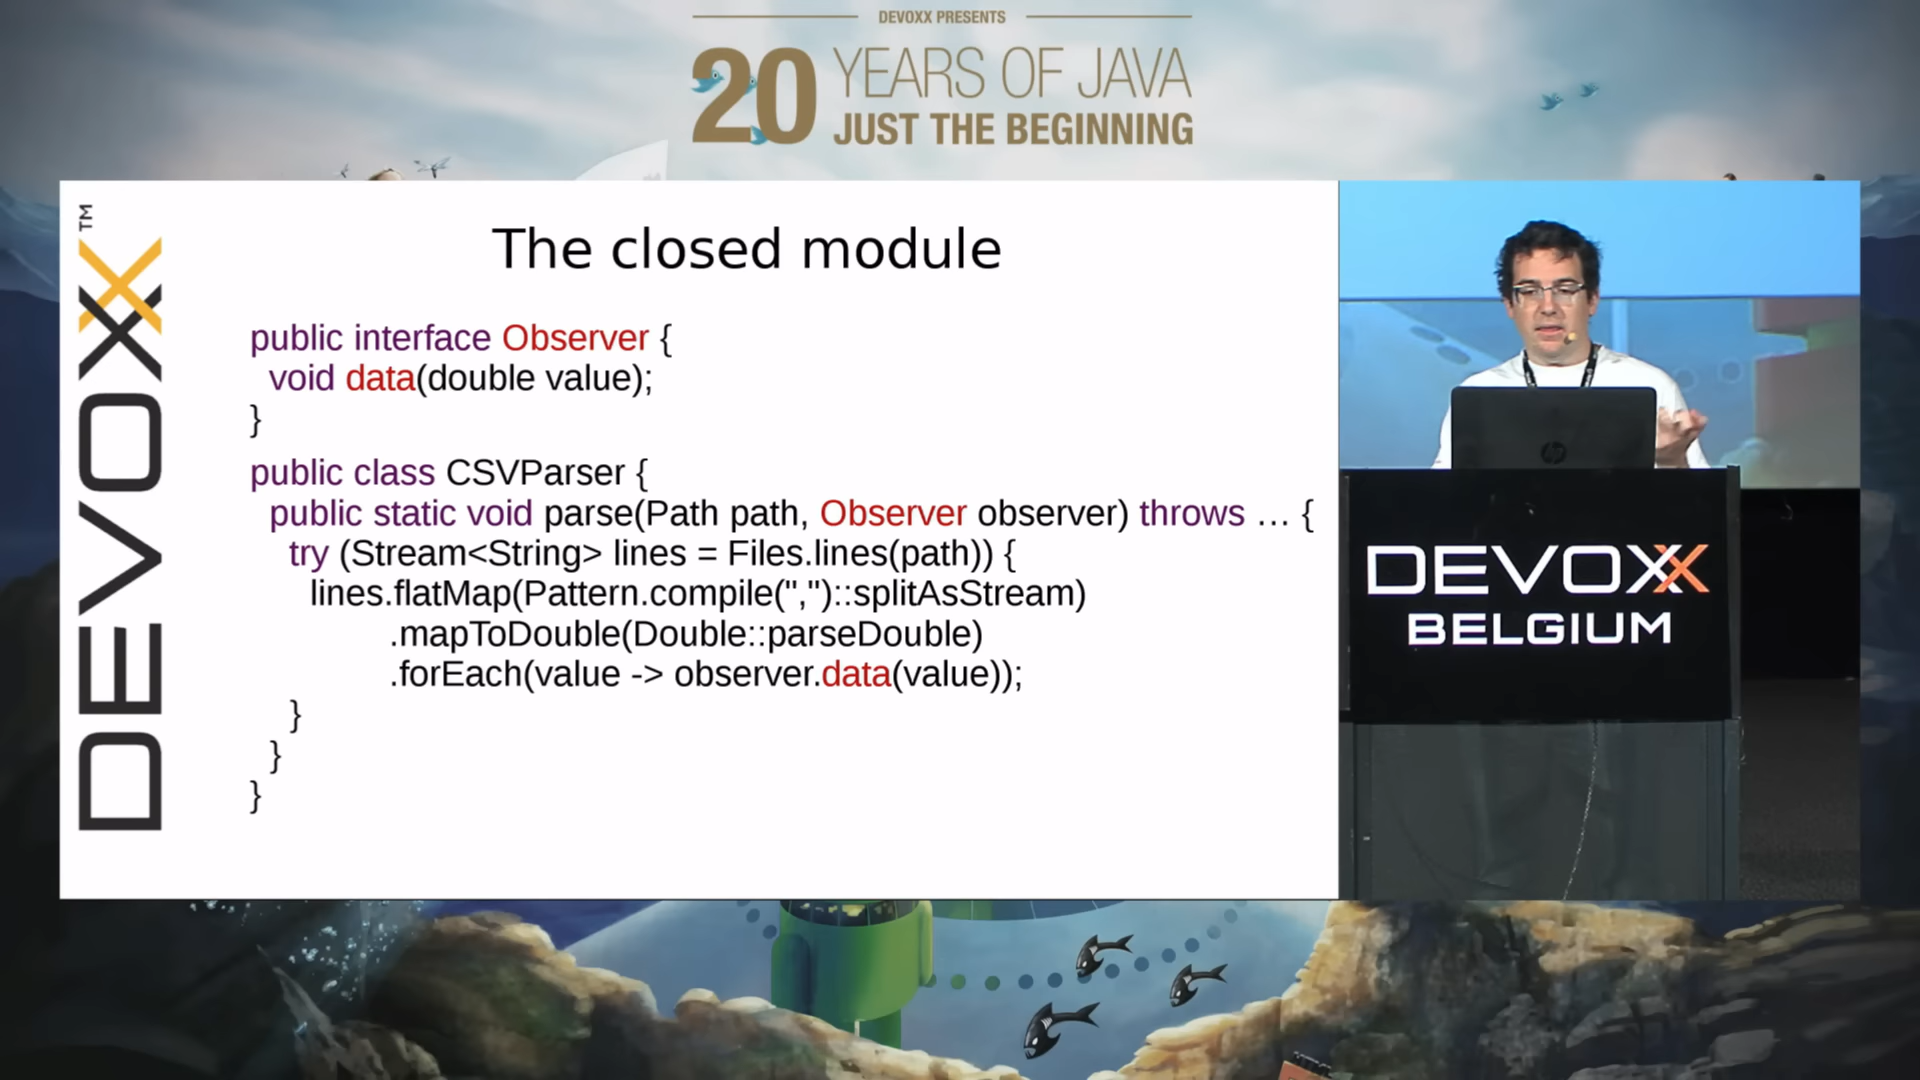 DEVOXX PRESENTS
20 YEARS OF JAVA
JUST THE BEGINNING
DEVOXX™
The closed module
public interface Observer {
void data(double value);
}
public class CSVParser {
public static void parse(Path path, Observer observer) throws … {
try (Stream<String> lines = Files.lines(path)) {
lines.flatMap(Pattern.compile(",")::splitAsStream)
.mapToDouble(Double::parseDouble)
.forEach(value -> observer.data(value));
}
}
}
hp
DEVOXX
BELGIUM